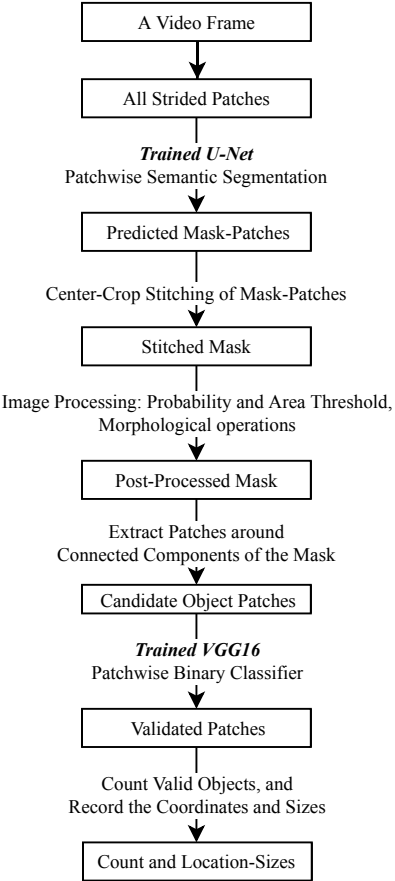 A Video Frame
All Strided Patches
Trained U-Net
Patchwise Semantic Segmentation
Predicted Mask-Patches
Center-Crop Stitching of Mask-Patches
Stitched Mask
Image Processing: Probability and Area Threshold,
Morphological operations
Post-Processed Mask
Extract Patches around
Connected Components of the Mask
Candidate Object Patches
Trained VGG16
Patchwise Binary Classifier
Validated Patches
Count Valid Objects, and
Record the Coordinates and Sizes
Count and Location-Sizes